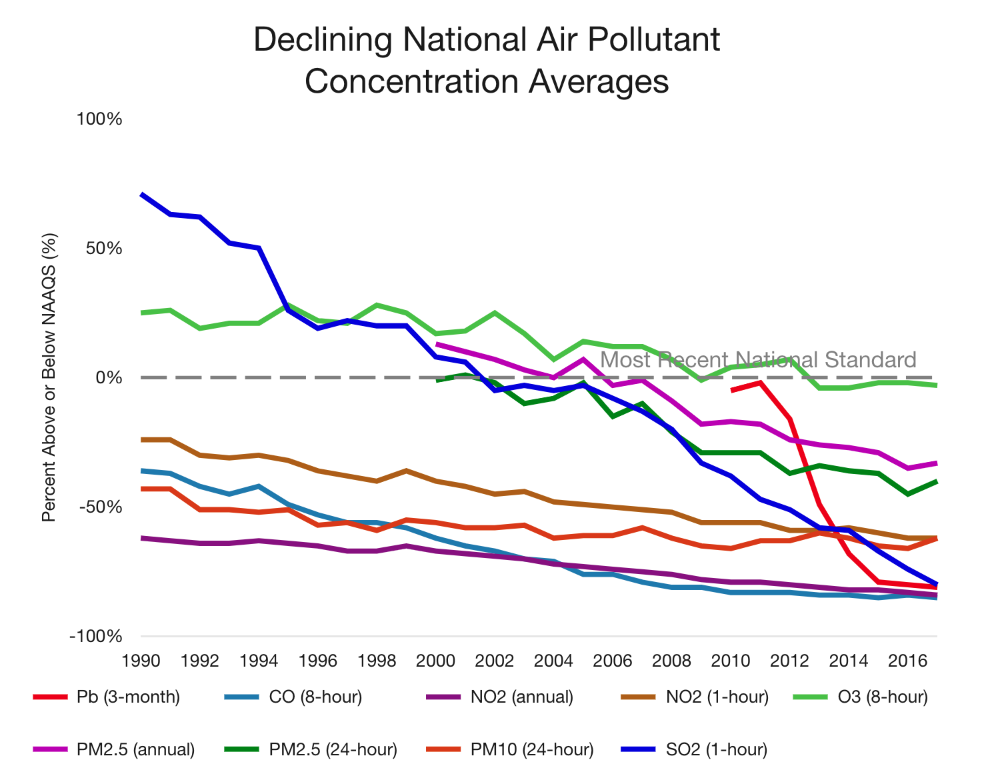 Declining National Air Pollutant
Concentration Averages
100%
50%
0%
-50%
-100%
Percent Above or Below NAAQS (%)
Most Recent National Standard
1990 1992 1994 1996 1998 2000 2002 2004 2006 2008 2010 2012 2014 2016
Pb (3-month) CO (8-hour) NO2 (annual) NO2 (1-hour) O3 (8-hour)
PM2.5 (annual) PM2.5 (24-hour) PM10 (24-hour) SO2 (1-hour)